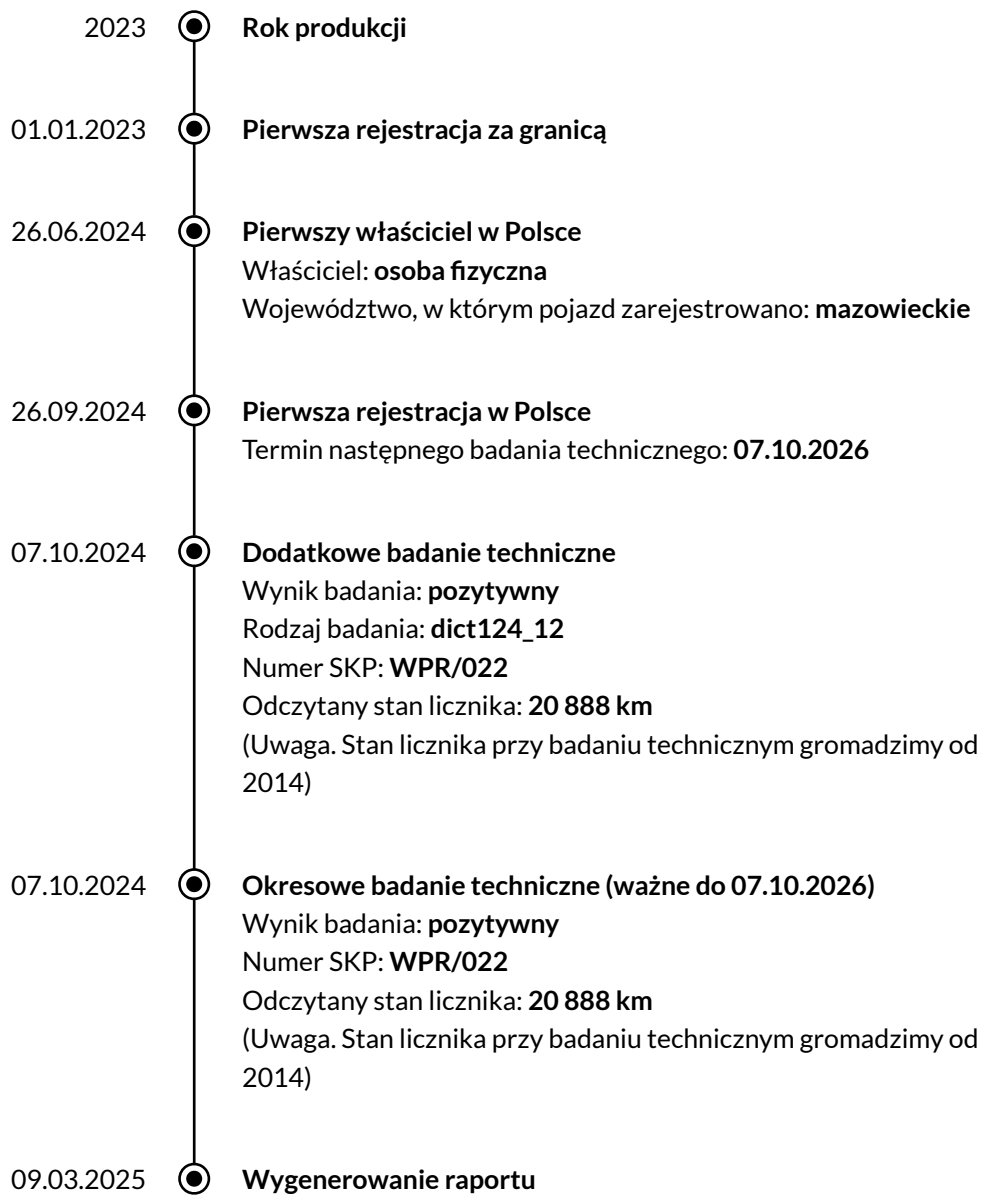 2023 Rok produkcji
01.01.2023 Pierwsza rejestracja za granicą
26.06.2024 Pierwszy właściciel w Polsce
Właściciel: osoba fizyczna
Województwo, w którym pojazd zarejestrowano: mazowieckie
26.09.2024 Pierwsza rejestracja w Polsce
Termin następnego badania technicznego: 07.10.2026
07.10.2024 Dodatkowe badanie techniczne
Wynik badania: pozytywny
Rodzaj badania: dict124_12
Numer SKP: WPR/022
Odczytany stan licznika: 20 888 km
(Uwaga. Stan licznika przy badaniu technicznym gromadzimy od
2014)
07.10.2024 Okresowe badanie techniczne (ważne do 07.10.2026)
Wynik badania: pozytywny
Numer SKP: WPR/022
Odczytany stan licznika: 20 888 km
(Uwaga. Stan licznika przy badaniu technicznym gromadzimy od
2014)
09.03.2025 Wygenerowanie raportu